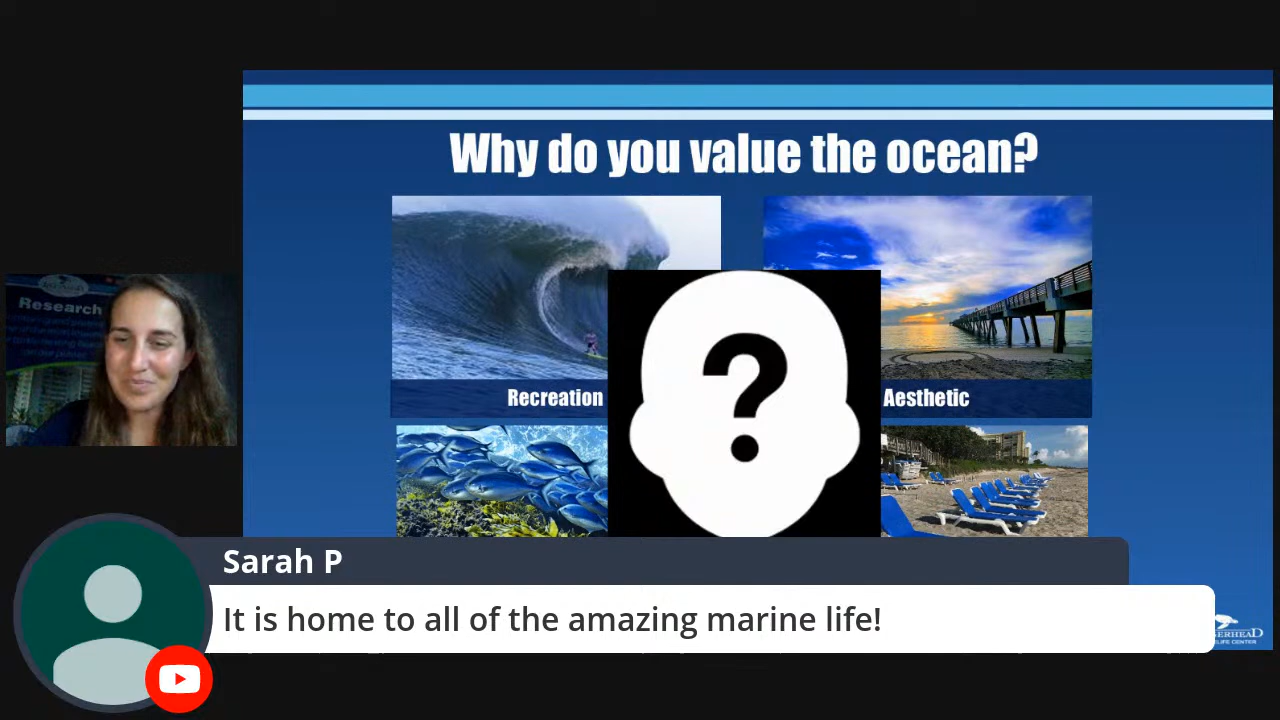 Why do you value the ocean?
Research
Recreation
?
Aesthetic
Sarah P
It is home to all of the amazing marine life!